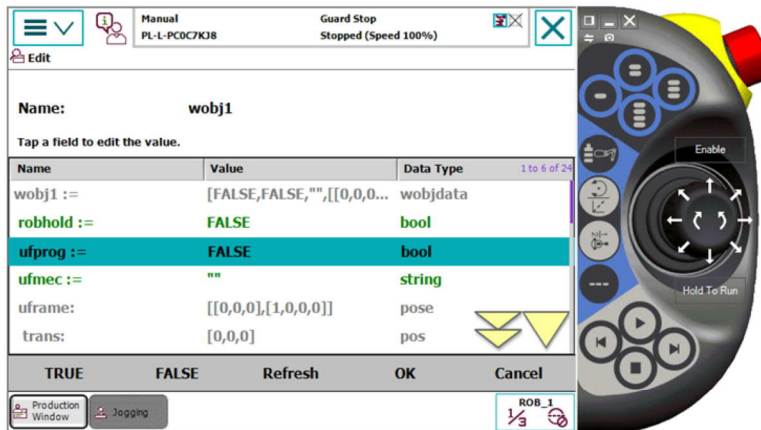 Manual
PL-L-PC0C7KJ8
Guard Stop
Stopped (Speed 100%)
Edit
Name: wobj1
Tap a field to edit the value.
Name Value Data Type 1 to 6 of 24
wobj1 := [FALSE,FALSE,"",[[0,0,0... wobjdata
robhold := FALSE bool
ufprog := FALSE bool
ufmec := "" string
uframe: [[0,0,0],[1,0,0,0]] pose
trans: [0,0,0] pos
TRUE FALSE Refresh OK Cancel
Production
Window
Jogging
ROB_1
1/3
Enable
Hold To Run